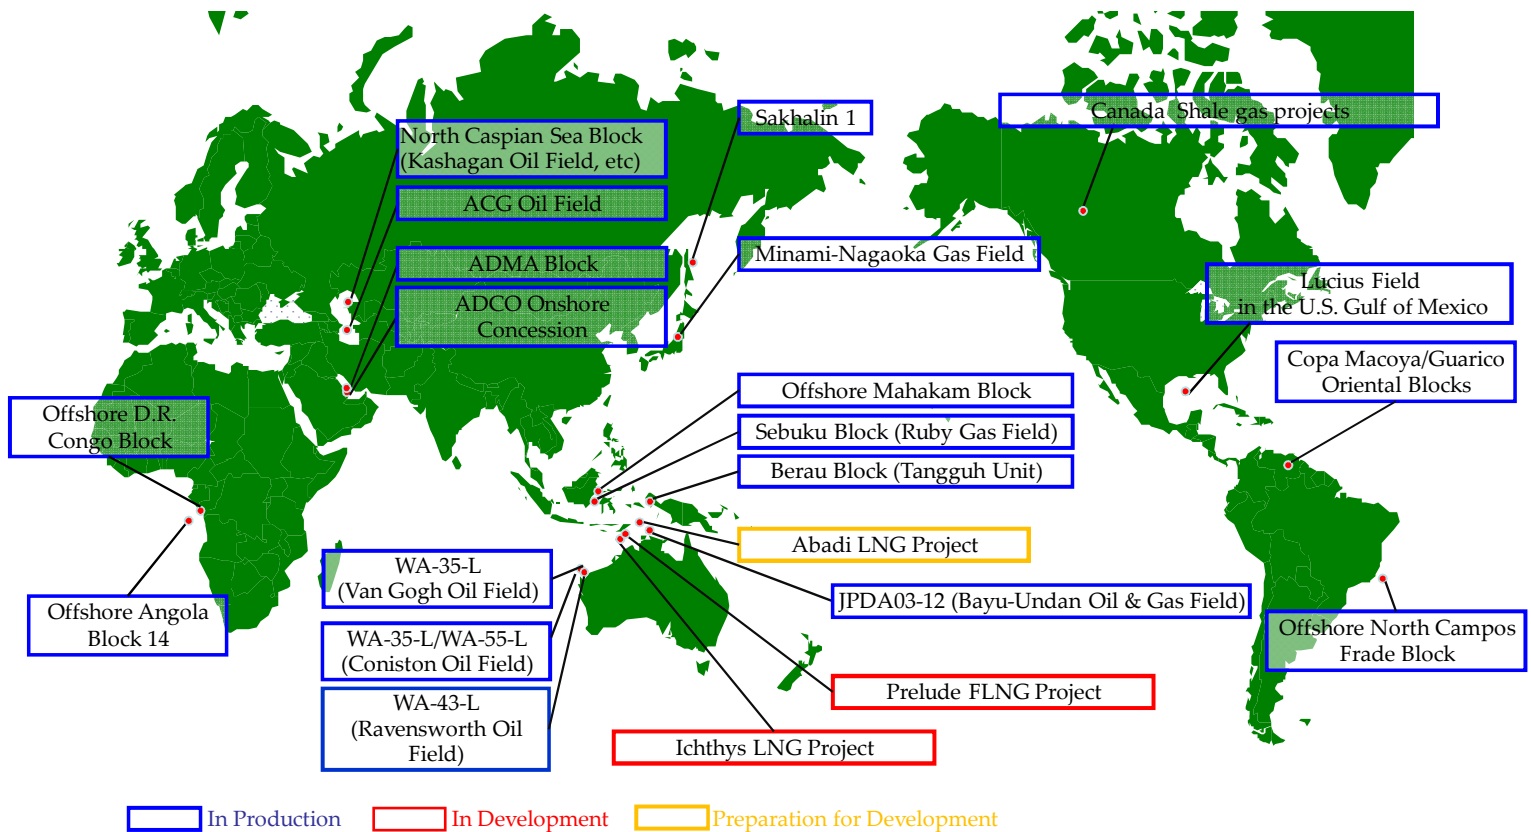 Sakhalin 1
Canada Shale gas projects
North Caspian Sea Block
(Kashagan Oil Field, etc)
ACG Oil Field
ADMA Block
ADCO Onshore
Concession
Minami-Nagaoka Gas Field
Lucius Field
in the U.S. Gulf of Mexico
Copa Macoya/Guarico
Oriental Blocks
Offshore D.R.
Congo Block
Offshore Mahakam Block
Sebuku Block (Ruby Gas Field)
Berau Block (Tangguh Unit)
Abadi LNG Project
WA-35-L
(Van Gogh Oil Field)
JPDA03-12 (Bayu-Undan Oil & Gas Field)
Offshore Angola
Block 14
WA-35-L/WA-55-L
(Coniston Oil Field)
Offshore North Campos
Frade Block
Prelude FLNG Project
WA-43-L
(Ravensworth Oil
Field)
Ichthys LNG Project
In Production
In Development
Preparation for Development